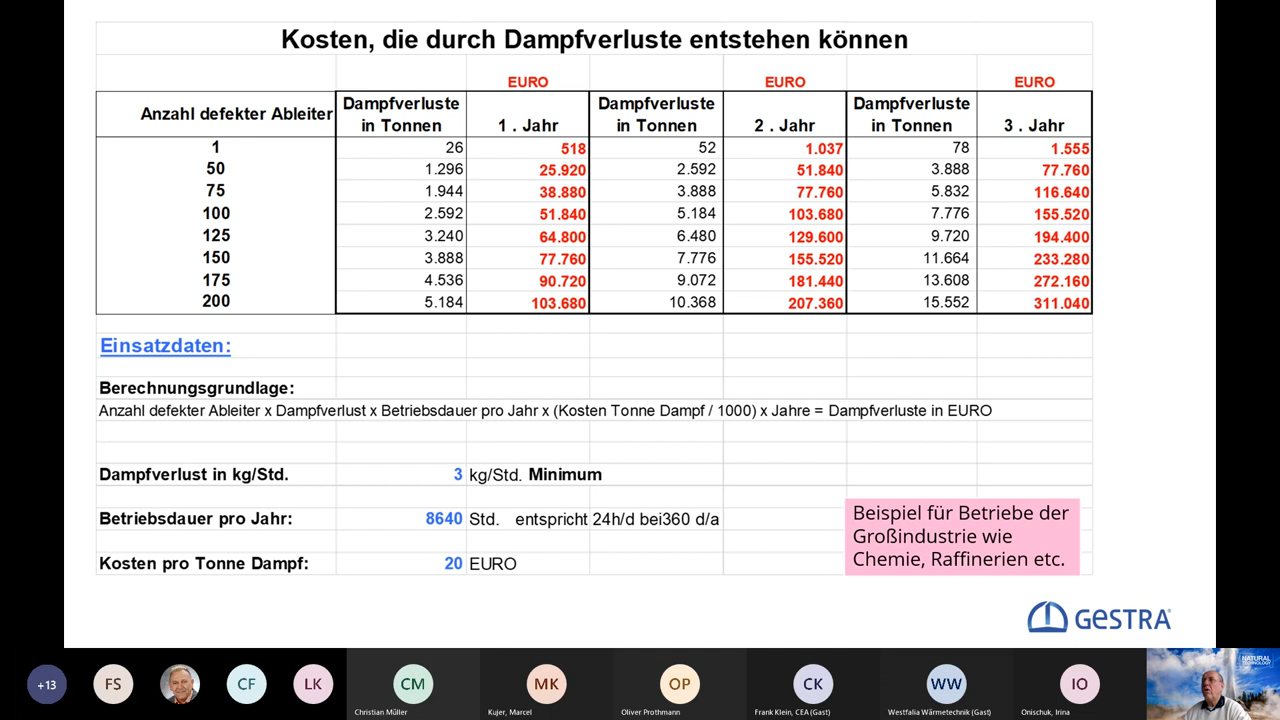 Kosten, die durch Dampfverluste entstehen können
EURO EURO EURO
Anzahl defekter Ableiter Dampfverluste in Tonnen 1 . Jahr Dampfverluste in Tonnen 2 . Jahr Dampfverluste in Tonnen 3 . Jahr
1 26 518 52 1.037 78 1.555
50 1.296 25.920 2.592 51.840 3.888 77.760
75 1.944 38.880 3.888 77.760 5.832 116.640
100 2.592 51.840 5.184 103.680 7.776 155.520
125 3.240 64.800 6.480 129.600 9.720 194.400
150 3.888 77.760 7.776 155.520 11.664 233.280
175 4.536 90.720 9.072 181.440 13.608 272.160
200 5.184 103.680 10.368 207.360 15.552 311.040
Einsatzdaten:
Berechnungsgrundlage:
Anzahl defekter Ableiter x Dampfverlust x Betriebsdauer pro Jahr x (Kosten Tonne Dampf / 1000) x Jahre = Dampfverluste in EURO
Dampfverlust in kg/Std. 3 kg/Std. Minimum
Betriebsdauer pro Jahr: 8640 Std. entspricht 24h/d bei360 d/a
Kosten pro Tonne Dampf: 20 EURO
Beispiel für Betriebe der
Großindustrie wie
Chemie, Raffinerien etc.
GESTRA
+13 FS CF LK CM MK OP CK WW IO
Christian Müller Kujer, Marcel Oliver Prothmann Frank Klein, CEA (Gast) Westfalia Wärmetechnik (Gast) Onischuk, Irina
NATURAL
TECHNOLOGY